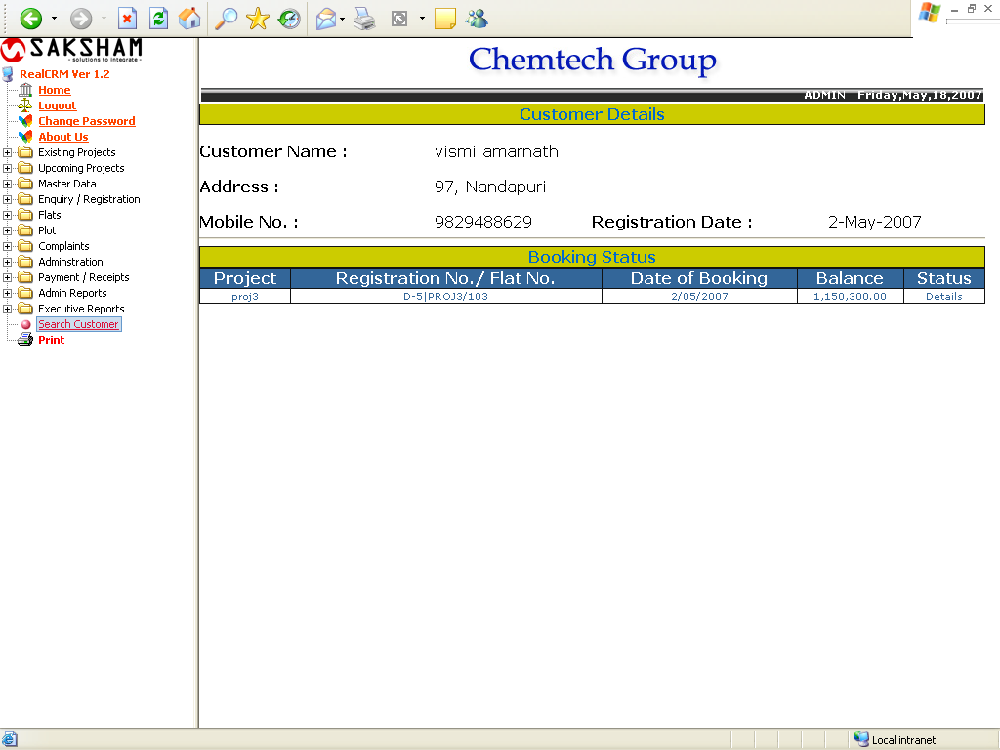 SAKSHAM
- solutions to integrate -
RealCRM Ver 1.2
Home
Logout
Change Password
About Us
Existing Projects
Upcoming Projects
Master Data
Enquiry / Registration
Flats
Plot
Complaints
Adminstration
Payment / Receipts
Admin Reports
Executive Reports
Search Customer
Print
Chemtech Group
ADMIN Friday,May,18,2007
Customer Details
Customer Name : vismi amarnath
Address : 97, Nandapuri
Mobile No. : 9829488629 Registration Date : 2-May-2007
Booking Status
Project Registration No./ Flat No. Date of Booking Balance Status
proj3 D-5|PROJ3/103 2/05/2007 1,150,300.00 Details
Local intranet